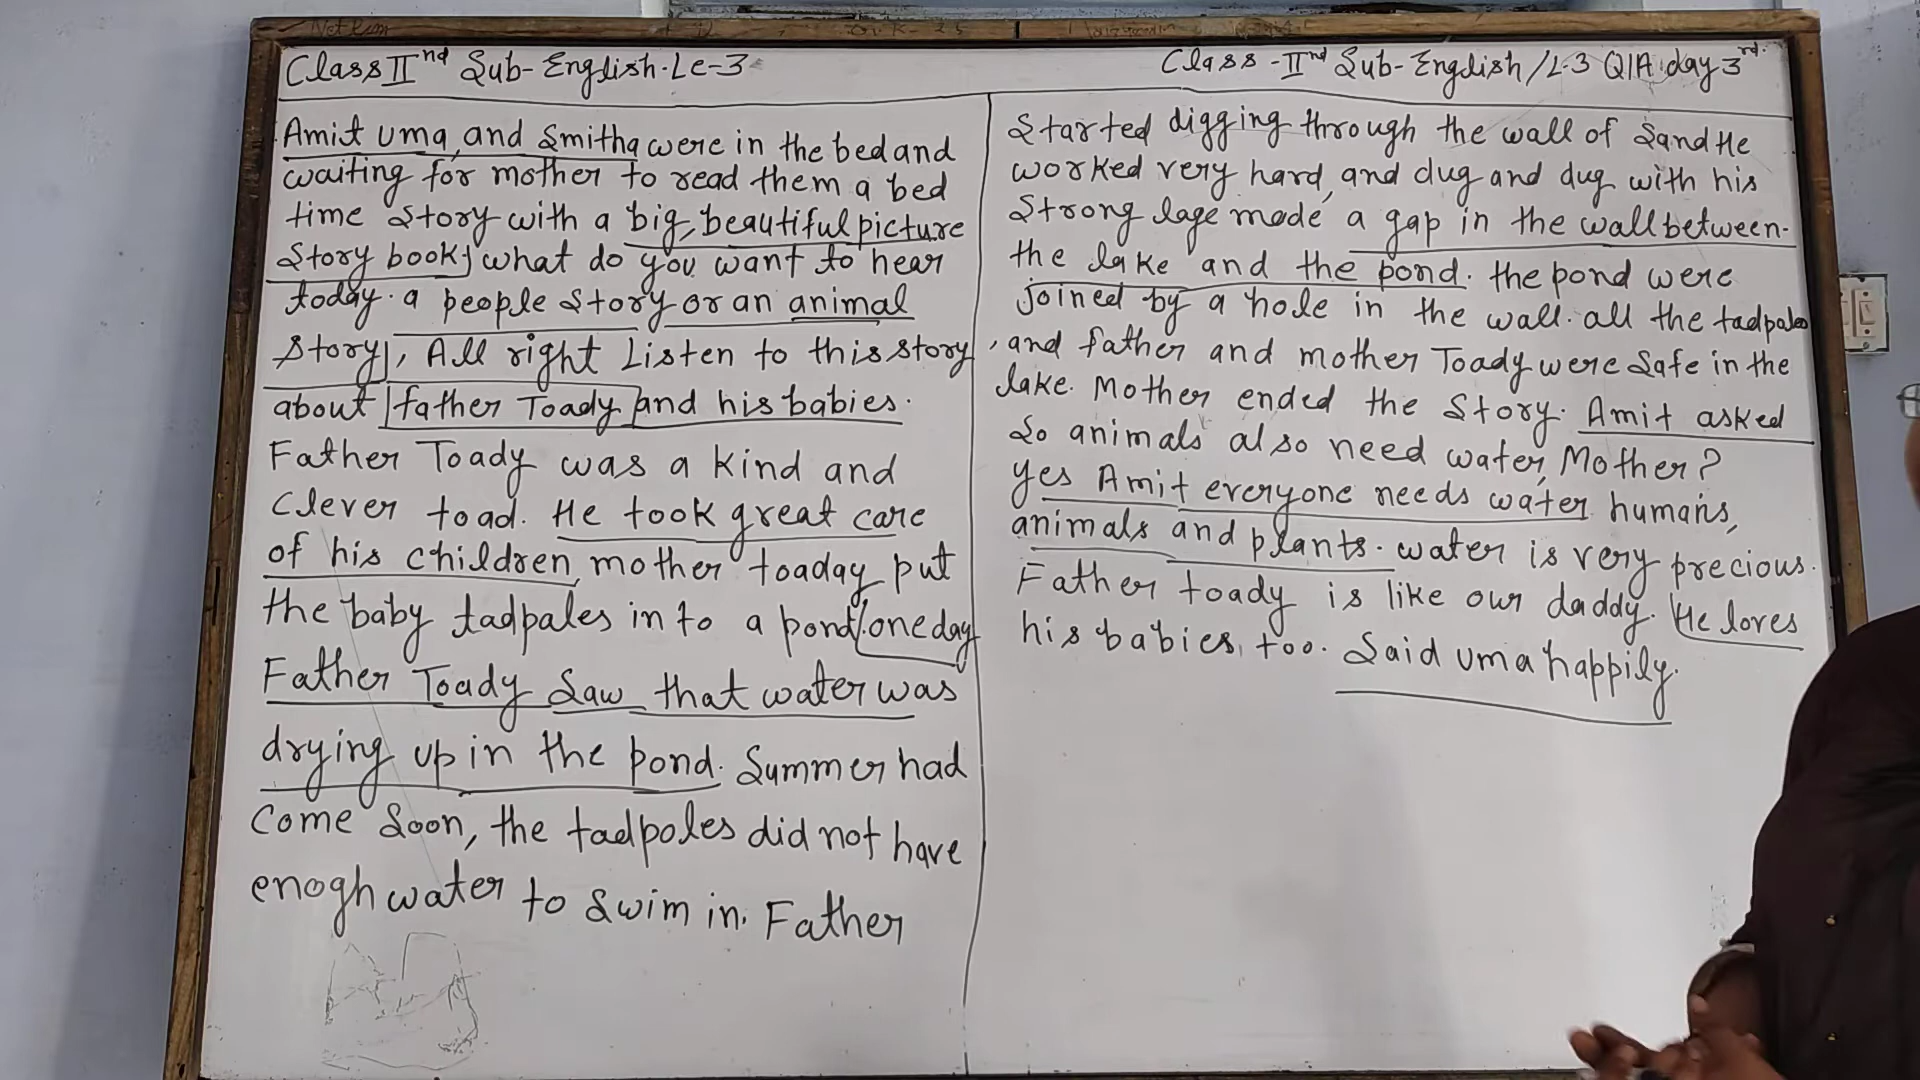 Class IInd Sub- English. Le-3
Amit uma, and Smitha were in the bed and
waiting for mother to read them a bed
time Story with a big, beautiful picture
Story book, what do you want to hear
today. a people Story or an animal
Story, All right Listen to this story
about father Toady and his babies.
Father Toady was a kind and
Clever toad. He took great care
of his children, mother toaday put
the baby tadpales in to a pond. one day
Father Toady Saw that water was
drying up in the pond. Summer had
Come Soon, the tadpoles did not have
enogh water to Swim in. Father
Class -IInd Sub- English/L-3 Q/A day 3rd.
Started digging through the wall of Sand He
worked very hard, and dug and dug with his
Strong lage made a gap in the wall between-
the lake and the pond. the pond were
joined by a hole in the wall. all the tadpoles
, and father and mother Toady were Safe in the
lake. Mother ended the Story. Amit asked
So animals also need water, Mother?
yes Amit everyone needs water humans,
animals and plants. water is very precious.
Father toady is like our daddy. He loves
his babies, too. Said uma happily.